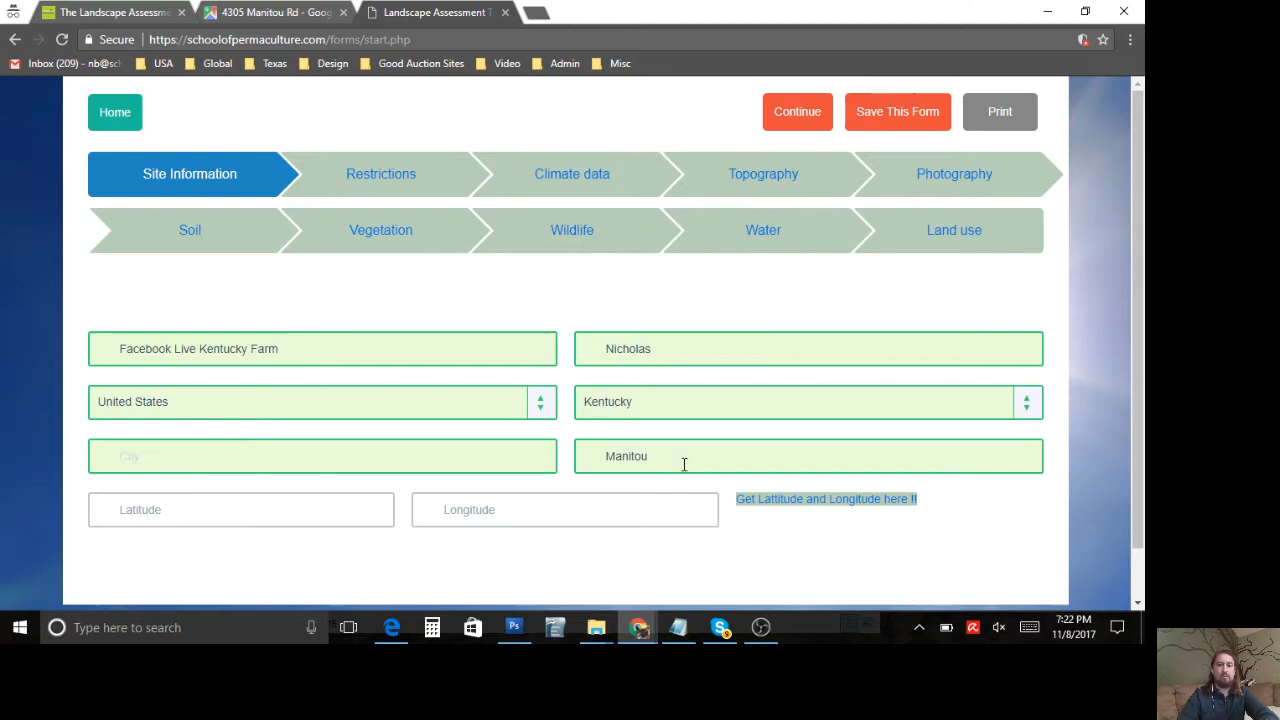 The Landscape Assessme
4305 Manitou Rd - Goog
Landscape Assessment T
Secure https://schoolofpermaculture.com/forms/start.php
Inbox (209) - nb@sch USA Global Texas Design Good Auction Sites Video Admin Misc
Home Continue Save This Form Print
Site Information Restrictions Climate data Topography Photography
Soil Vegetation Wildlife Water Land use
Facebook Live Kentucky Farm Nicholas
United States Kentucky
City Manitou
Latitude Longitude Get Lattitude and Longitude here !!
Type here to search
7:22 PM
11/8/2017